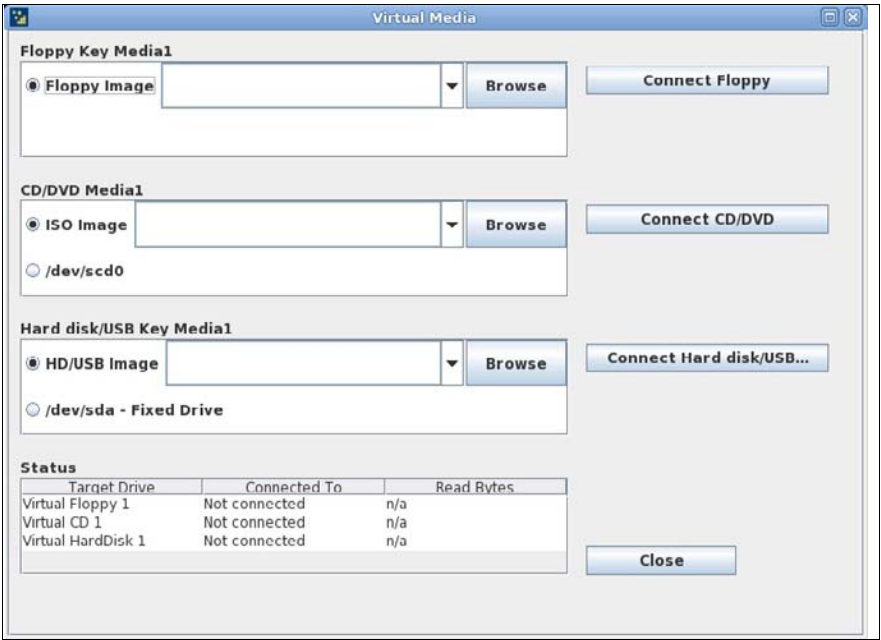 Virtual Media
Floppy Key Media1
Floppy Image
Browse
Connect Floppy
CD/DVD Media1
ISO Image
Browse
Connect CD/DVD
/dev/scd0
Hard disk/USB Key Media1
HD/USB Image
Browse
Connect Hard disk/USB...
/dev/sda - Fixed Drive
Status
Target Drive Connected To Read Bytes
Virtual Floppy 1 Not connected n/a
Virtual CD 1 Not connected n/a
Virtual HardDisk 1 Not connected n/a
Close